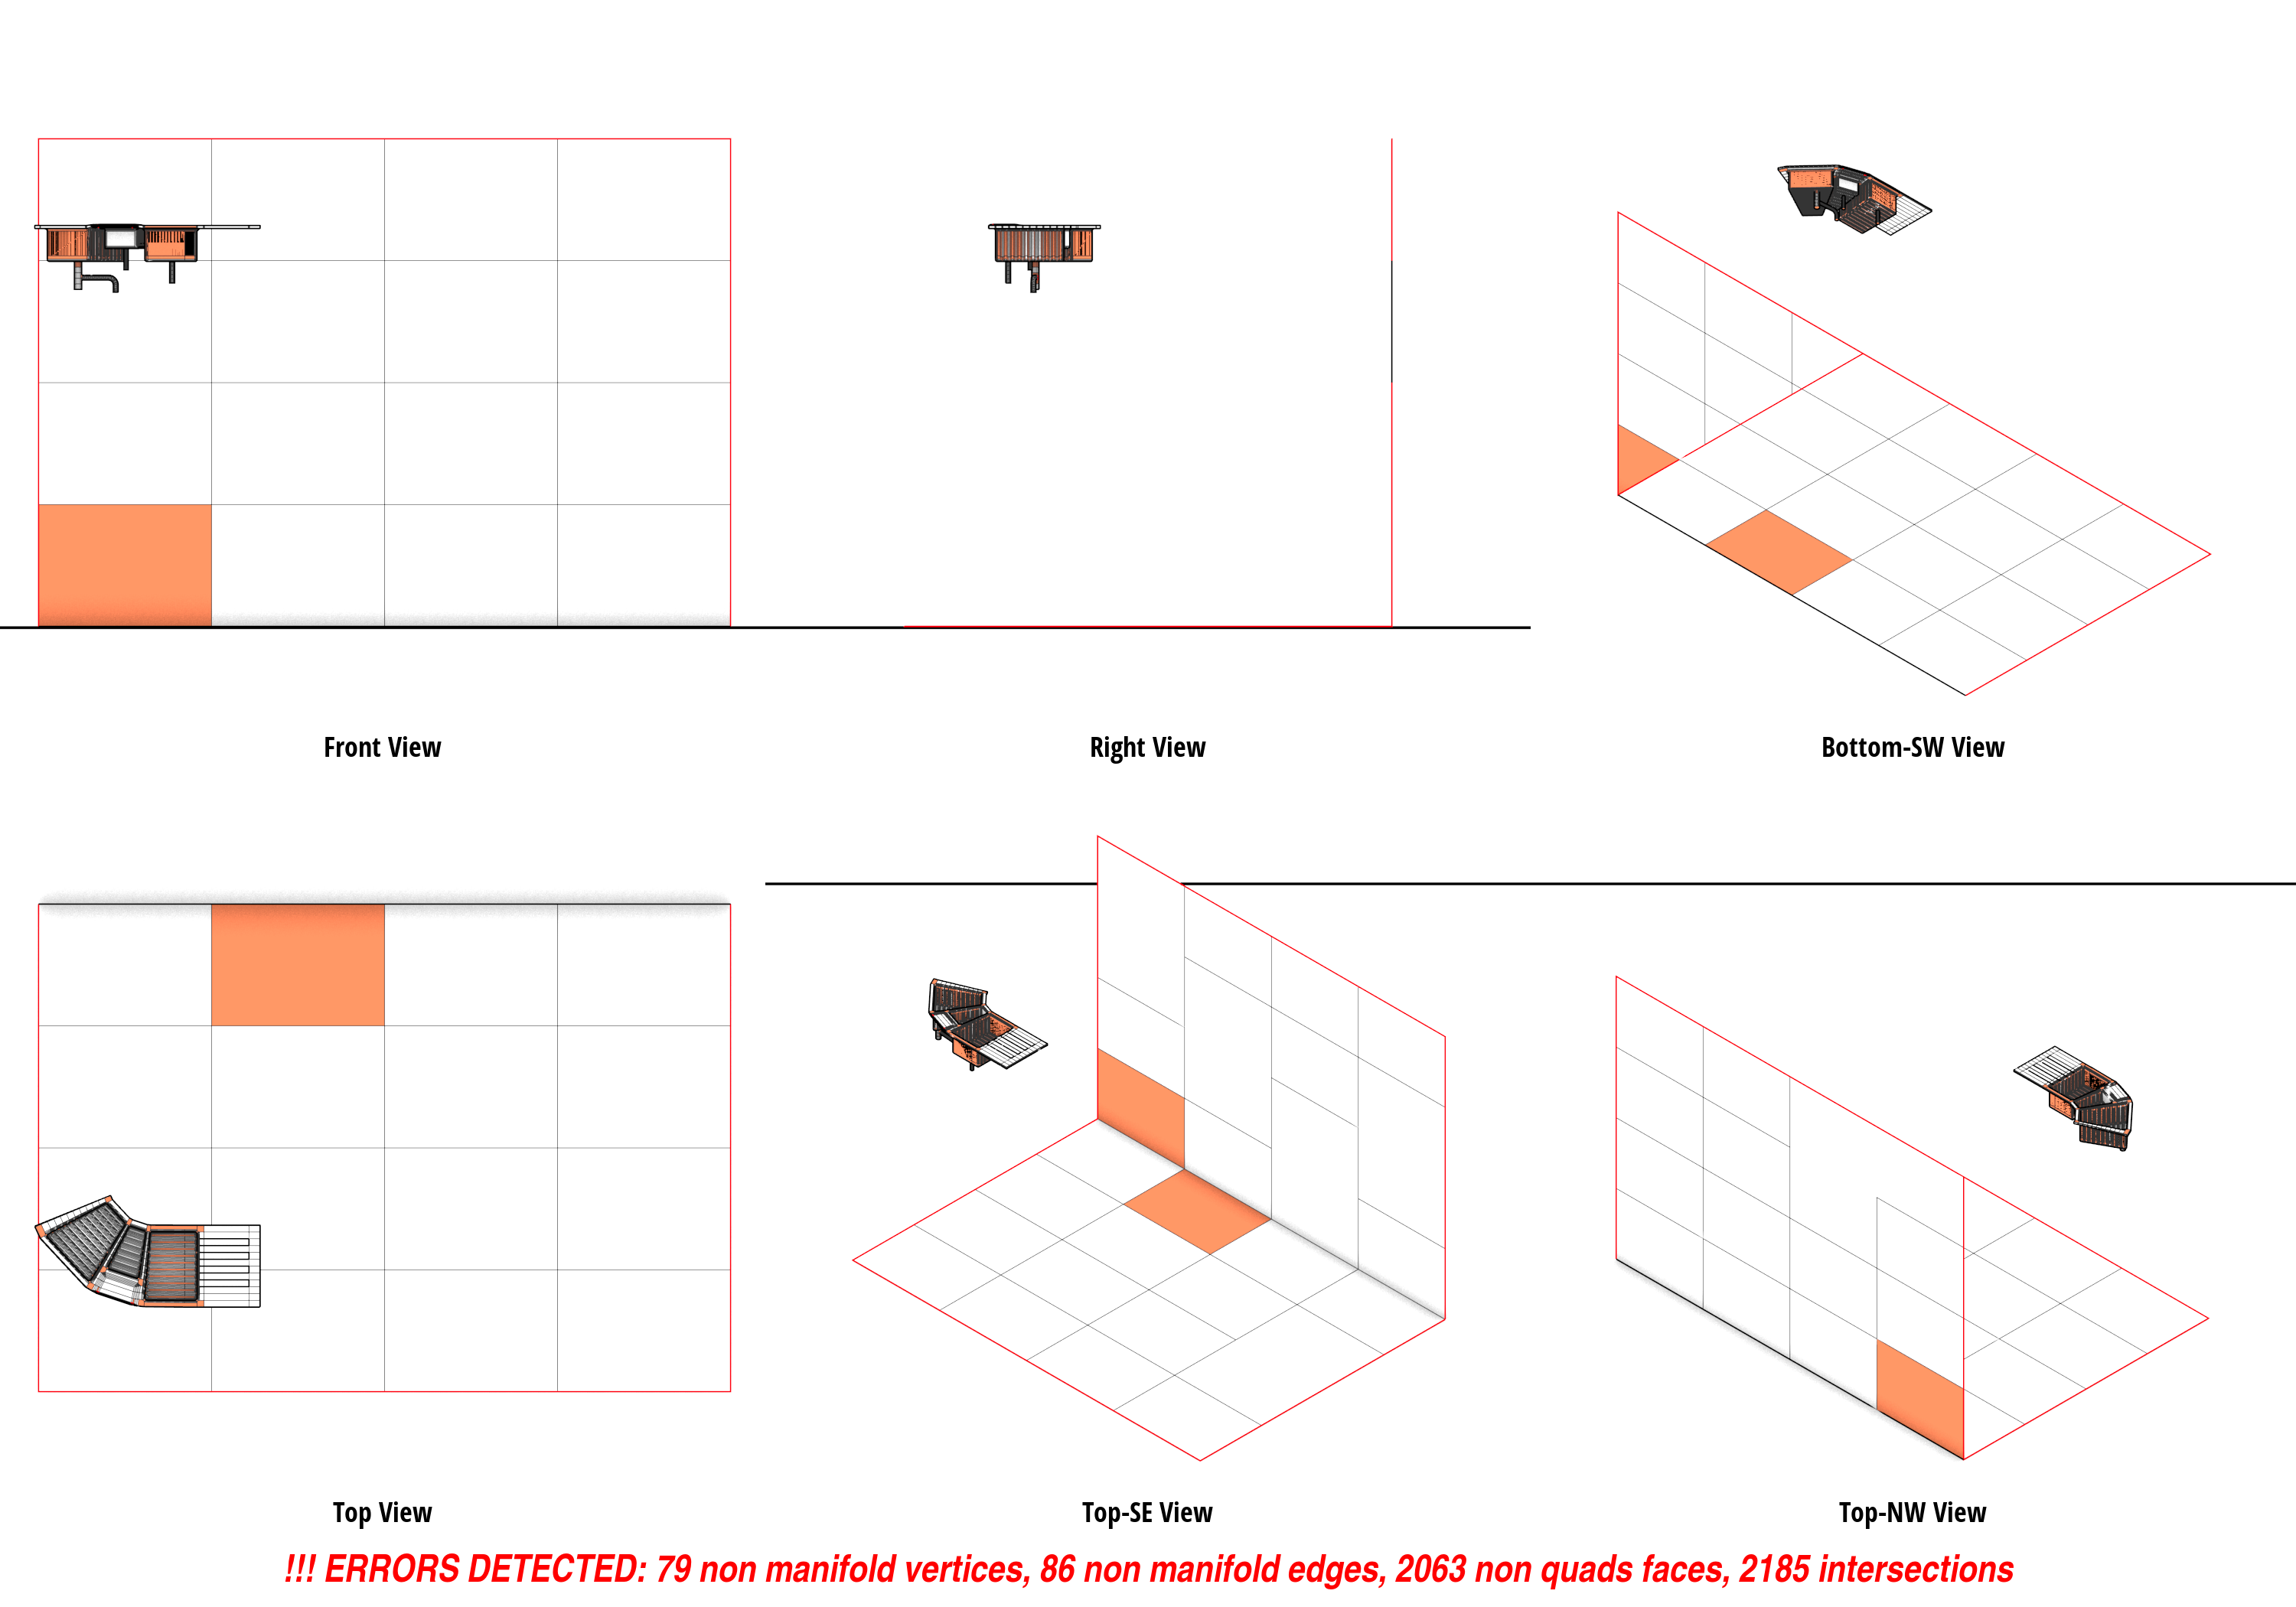 Front View
Right View
Bottom-SW View
Top View
Top-SE View
Top-NW View
!!! ERRORS DETECTED: 79 non manifold vertices, 86 non manifold edges, 2063 non quads faces, 2185 intersections